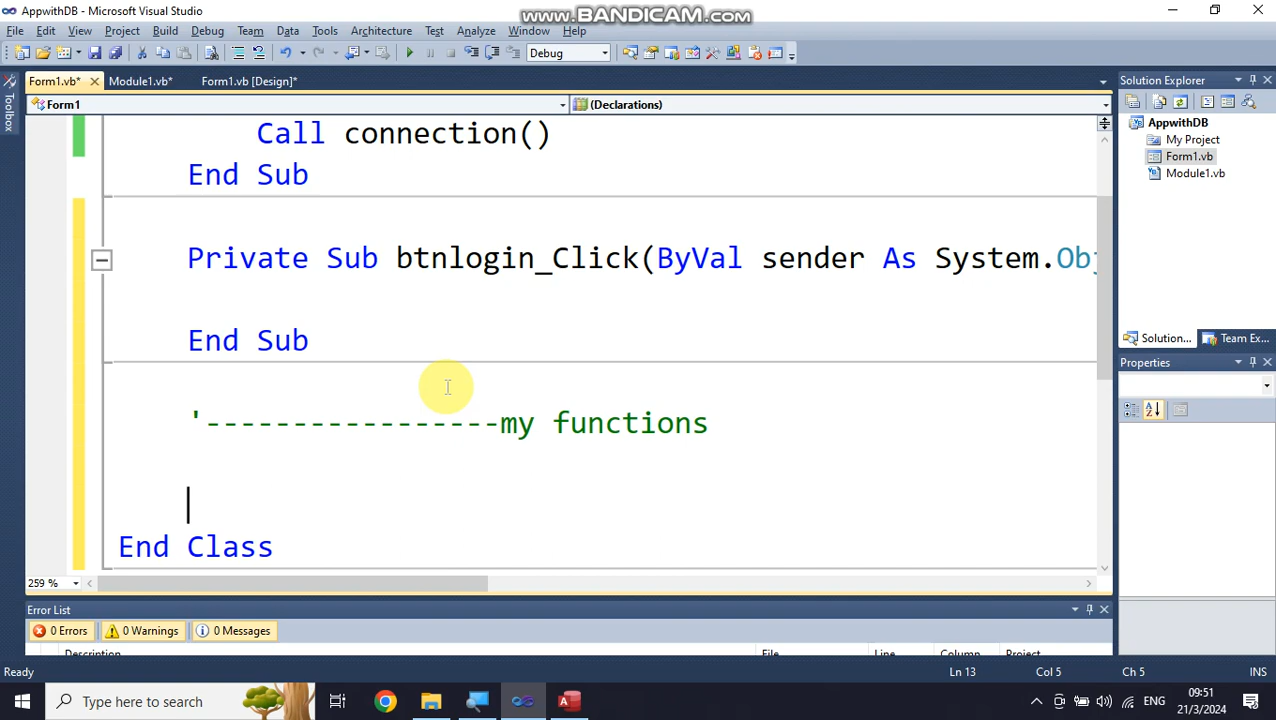 AppwithDB - Microsoft Visual Studio
www.BANDICAM.com
File Edit View Project Build Debug Team Data Tools Architecture Test Analyze Window Help
Debug
Form1.vb* Module1.vb* Form1.vb [Design]*
Form1 (Declarations)
Call connection()
End Sub
Private Sub btnlogin_Click(ByVal sender As System.Obj
End Sub
'-----------------my functions
End Class
259 %
Error List
0 Errors 0 Warnings 0 Messages
Description File Line Column Project
Ready Ln 13 Col 5 Ch 5 INS
Toolbox
Solution Explorer
AppwithDB
My Project
Form1.vb
Module1.vb
Solution... Team Ex...
Properties
Type here to search
ENG
09:51
21/3/2024